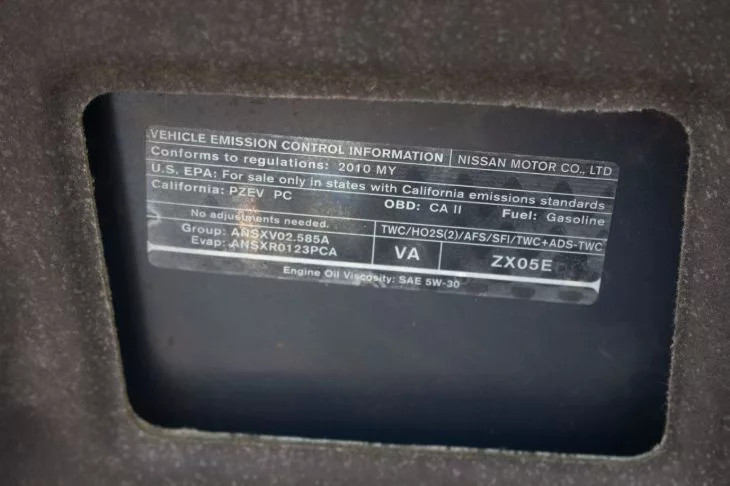 VEHICLE EMISSION CONTROL INFORMATION NISSAN MOTOR CO., LTD
Conforms to regulations: 2010 MY
U.S. EPA: For sale only in states with California emissions standards
California: PZEV PC OBD: CA II Fuel: Gasoline
No adjustments needed. TWC/HO2S(2)/AFS/SFI/TWC+ADS-TWC
Group: ANSXV02.585A
Evap: ANSXR0123PCA VA ZX05E
Engine Oil Viscosity: SAE 5W-30